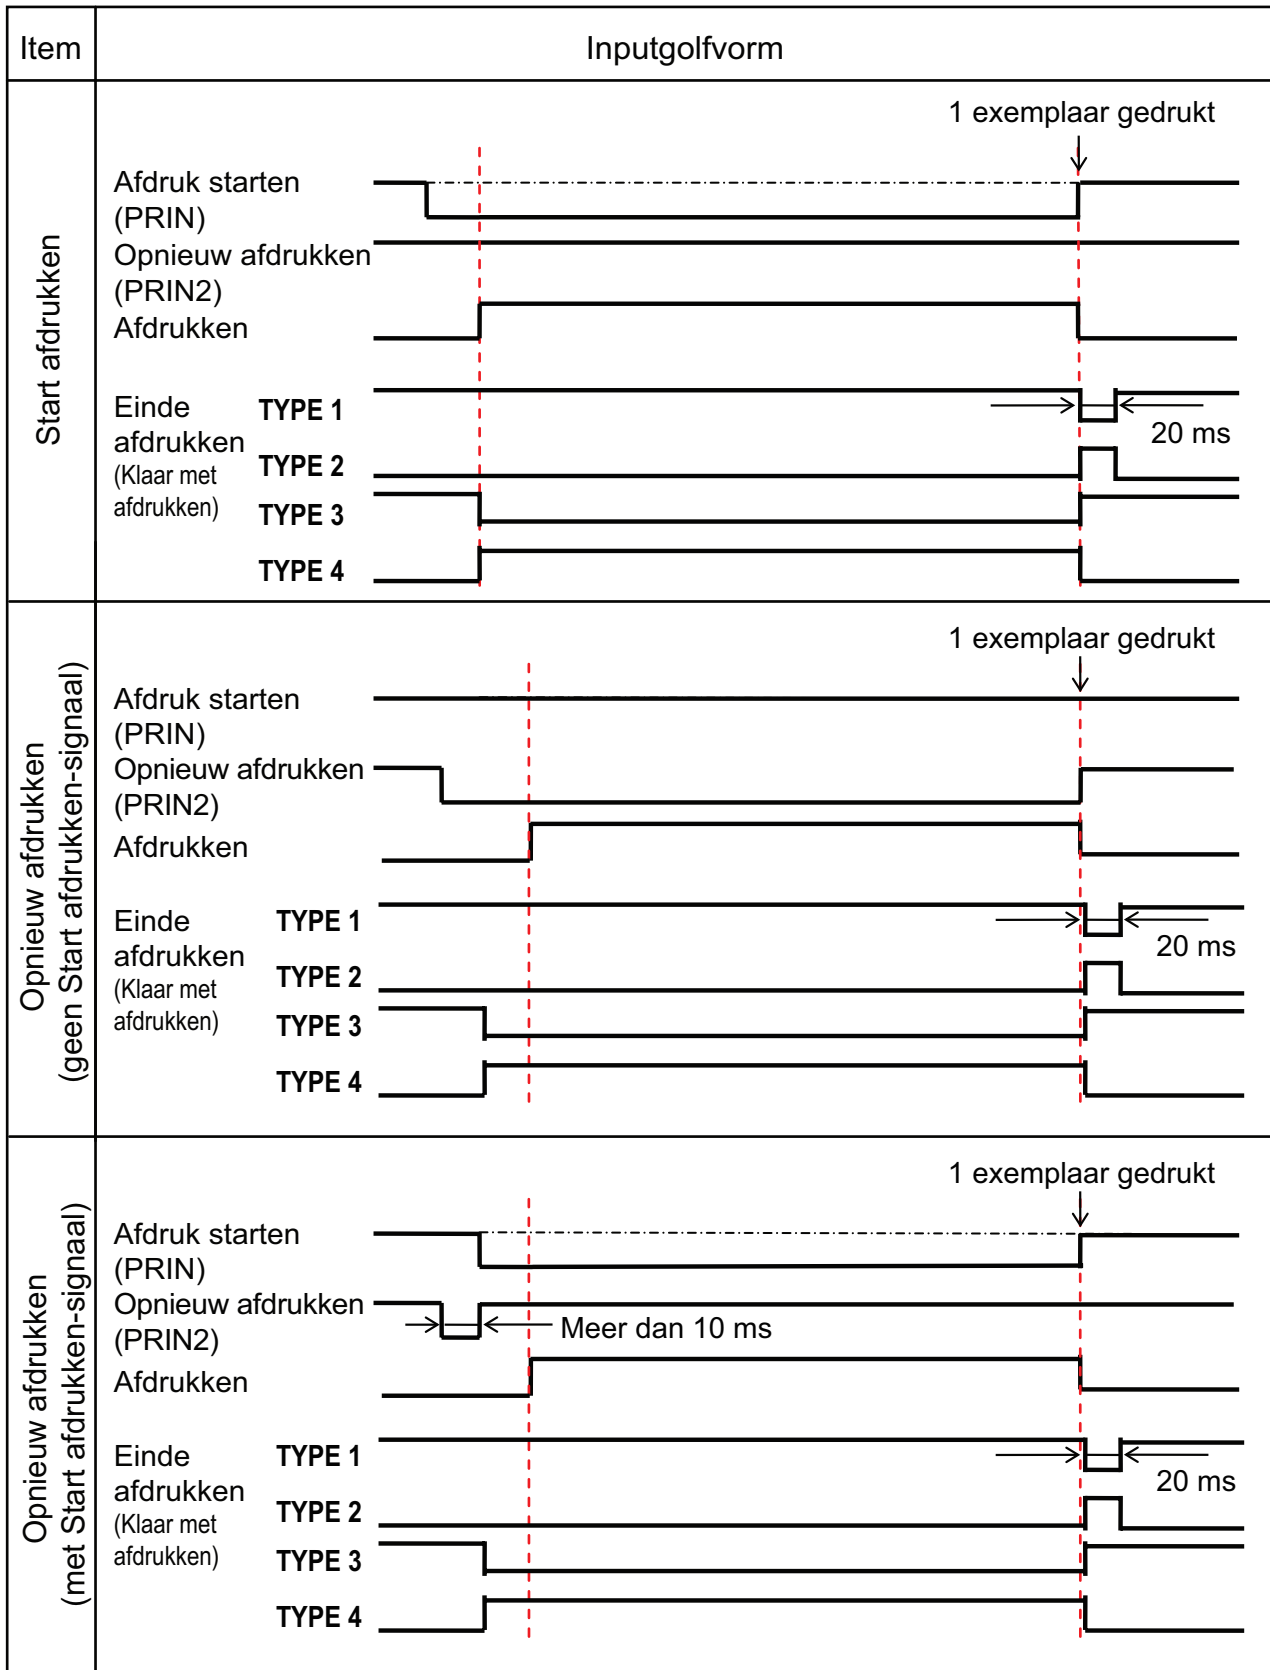 Item
Inputgolfvorm
Start afdrukken
1 exemplaar gedrukt
Afdruk starten
(PRIN)
Opnieuw afdrukken
(PRIN2)
Afdrukken
Einde
afdrukken
(Klaar met
afdrukken)
TYPE 1
20 ms
TYPE 2
TYPE 3
TYPE 4
Opnieuw afdrukken
(geen Start afdrukken-signaal)
1 exemplaar gedrukt
Afdruk starten
(PRIN)
Opnieuw afdrukken
(PRIN2)
Afdrukken
Einde
afdrukken
(Klaar met
afdrukken)
TYPE 1
20 ms
TYPE 2
TYPE 3
TYPE 4
Opnieuw afdrukken
(met Start afdrukken-signaal)
1 exemplaar gedrukt
Afdruk starten
(PRIN)
Opnieuw afdrukken
(PRIN2)
Meer dan 10 ms
Afdrukken
Einde
afdrukken
(Klaar met
afdrukken)
TYPE 1
20 ms
TYPE 2
TYPE 3
TYPE 4